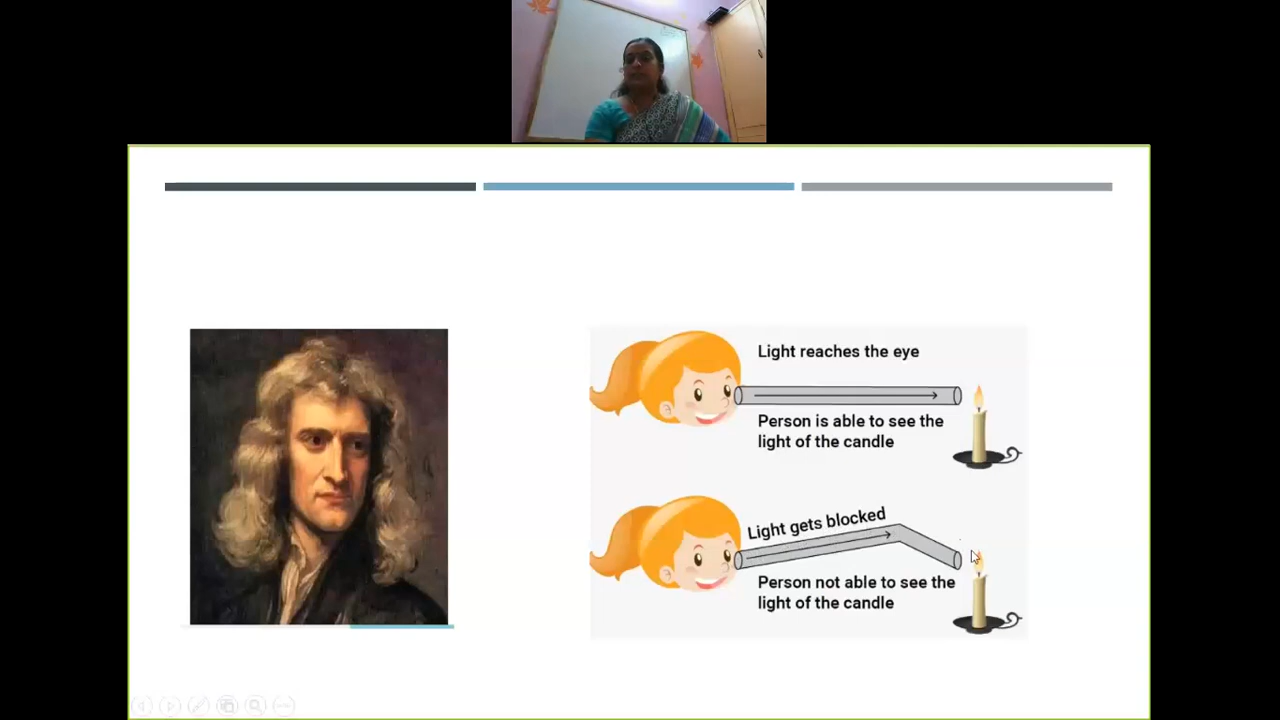 Light reaches the eye
Person is able to see the
light of the candle
Light gets blocked
Person not able to see the
light of the candle